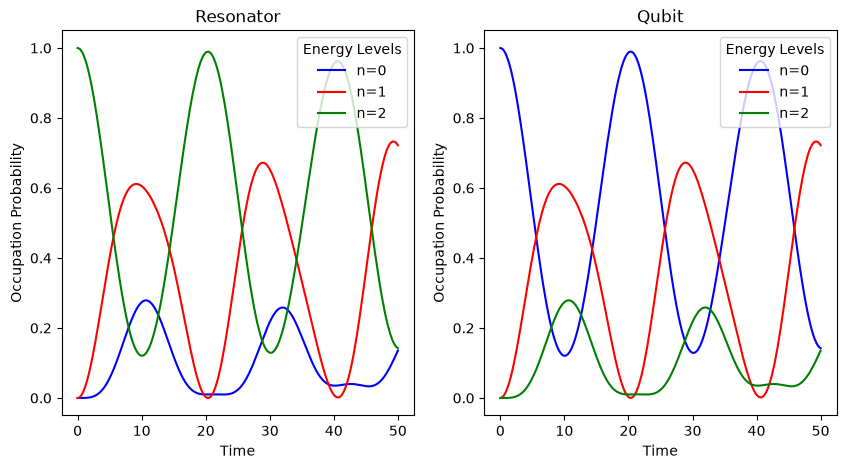 Resonator
Energy Levels
n=0
n=1
n=2
Occupation Probability
1.0
0.8
0.6
0.4
0.2
0.0
0
10
20
30
40
50
Time
Qubit
Energy Levels
n=0
n=1
n=2
Occupation Probability
1.0
0.8
0.6
0.4
0.2
0.0
0
10
20
30
40
50
Time